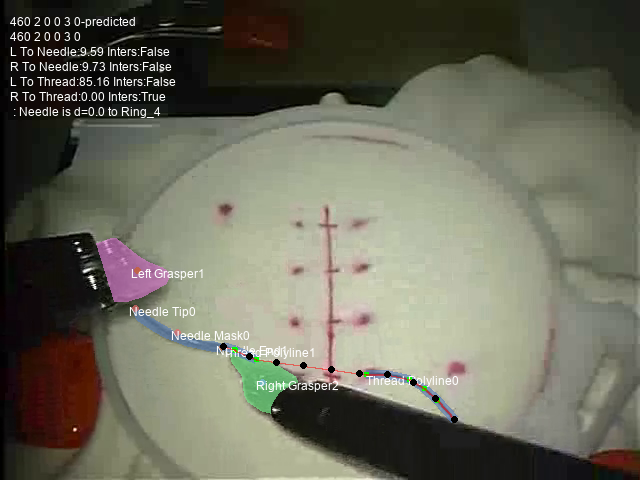 460 2 0 0 3 0-predicted
460 2 0 0 3 0
L To Needle:9.59 Inters:False
R To Needle:9.73 Inters:False
L To Thread:85.16 Inters:False
R To Thread:0.00 Inters:True
: Needle is d=0.0 to Ring_4
Left Grasper1
Needle Tip0
Needle Mask0
Thread Polyline1
Right Grasper2
Thread Polyline0